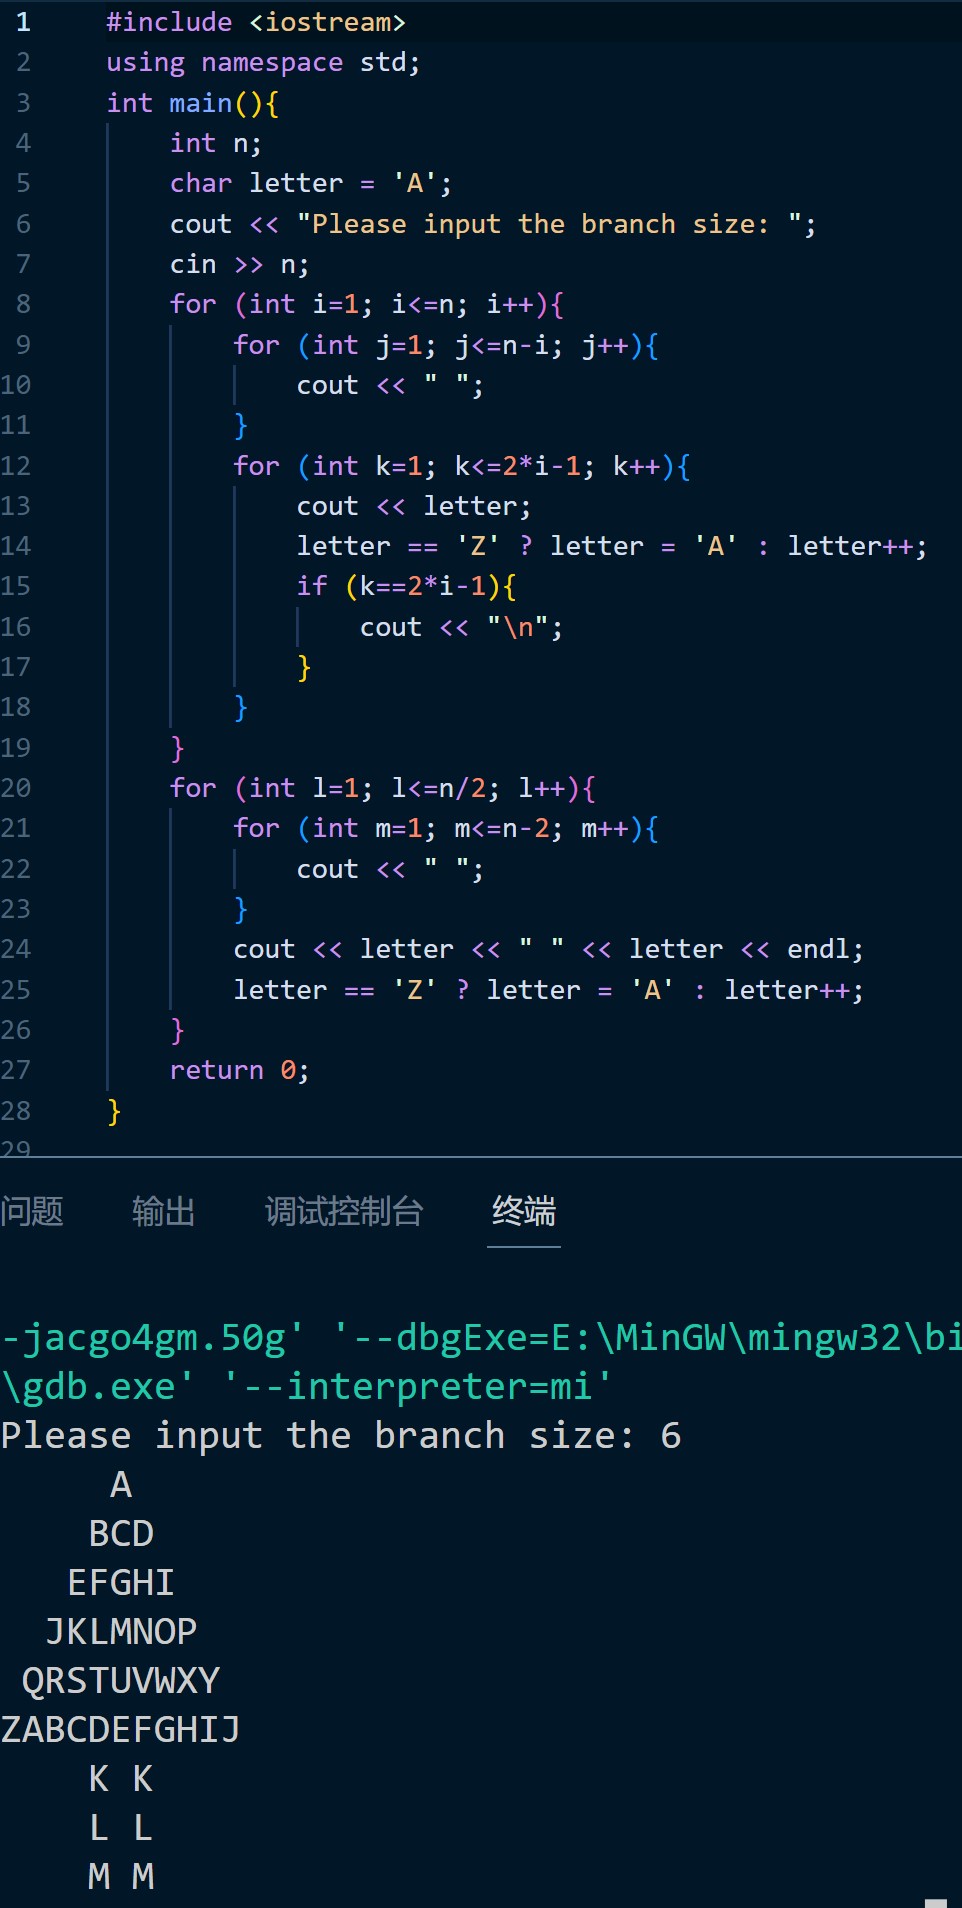 1 #include <iostream>
2 using namespace std;
3 int main(){
4     int n;
5     char letter = 'A';
6     cout << "Please input the branch size: ";
7     cin >> n;
8     for (int i=1; i<=n; i++){
9         for (int j=1; j<=n-i; j++){
10             cout << " ";
11         }
12         for (int k=1; k<=2*i-1; k++){
13             cout << letter;
14             letter == 'Z' ? letter = 'A' : letter++;
15             if (k==2*i-1){
16                 cout << "\n";
17             }
18         }
19     }
20     for (int l=1; l<=n/2; l++){
21         for (int m=1; m<=n-2; m++){
22             cout << " ";
23         }
24         cout << letter << " " << letter << endl;
25         letter == 'Z' ? letter = 'A' : letter++;
26     }
27     return 0;
28 }
29
问题 输出 调试控制台 终端
-jacgo4gm.50g' '--dbgExe=E:\MinGW\mingw32\bi
\gdb.exe' '--interpreter=mi'
Please input the branch size: 6
     A
    BCD
   EFGHI
  JKLMNOP
 QRSTUVWXY
ZABCDEFGHIJ
    K K
    L L
    M M